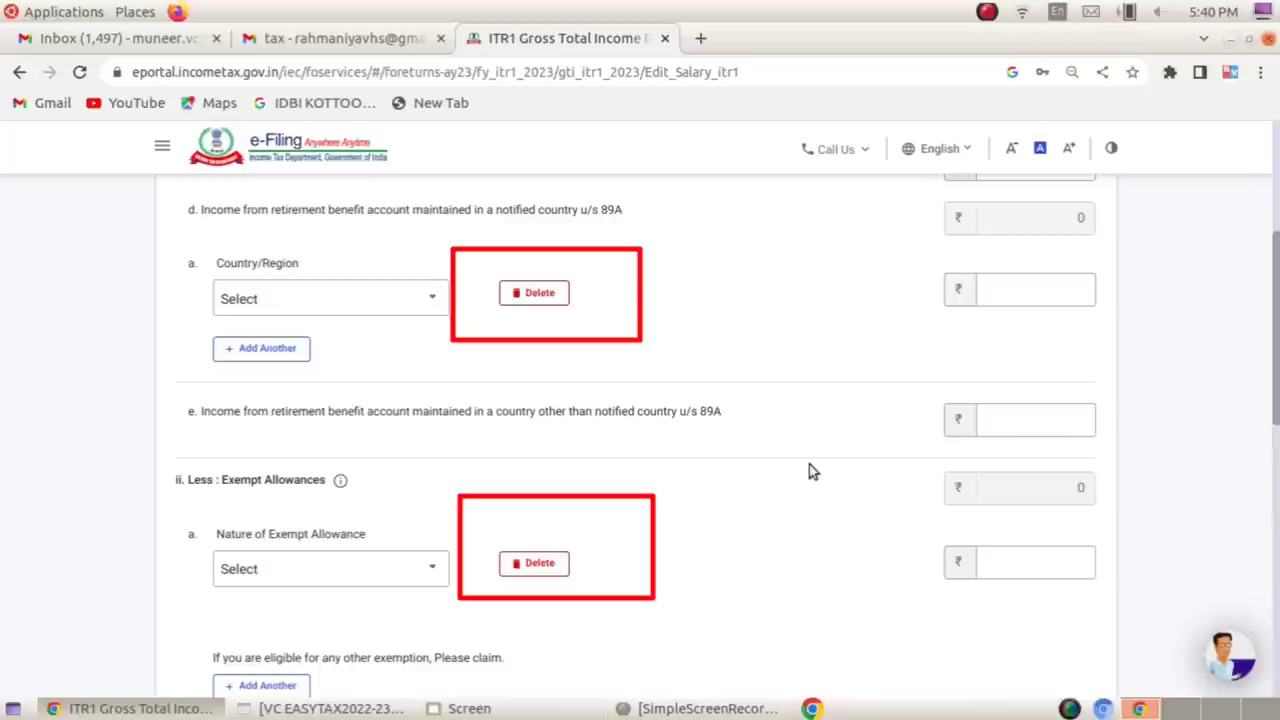 Applications Places En 5:40 PM
Inbox (1,497) - muneer.vc × tax - rahmaniyavhs@gma × ITR1 Gross Total Income E × +
eportal.incometax.gov.in/iec/foservices/#/foreturns-ay23/fy_itr1_2023/gti_itr1_2023/Edit_Salary_itr1
Gmail YouTube Maps IDBI KOTTOO... New Tab
e-Filing Anywhere Anytime
Income Tax Department, Government of India
Call Us English A- A A+
d. Income from retirement benefit account maintained in a notified country u/s 89A ₹ 0
a. Country/Region
Select Delete ₹
+ Add Another
e. Income from retirement benefit account maintained in a country other than notified country u/s 89A ₹
ii. Less : Exempt Allowances i ₹ 0
a. Nature of Exempt Allowance
Select Delete ₹
If you are eligible for any other exemption, Please claim.
+ Add Another
ITR1 Gross Total Inco... [VC EASYTAX2022-23... Screen [SimpleScreenRecor...